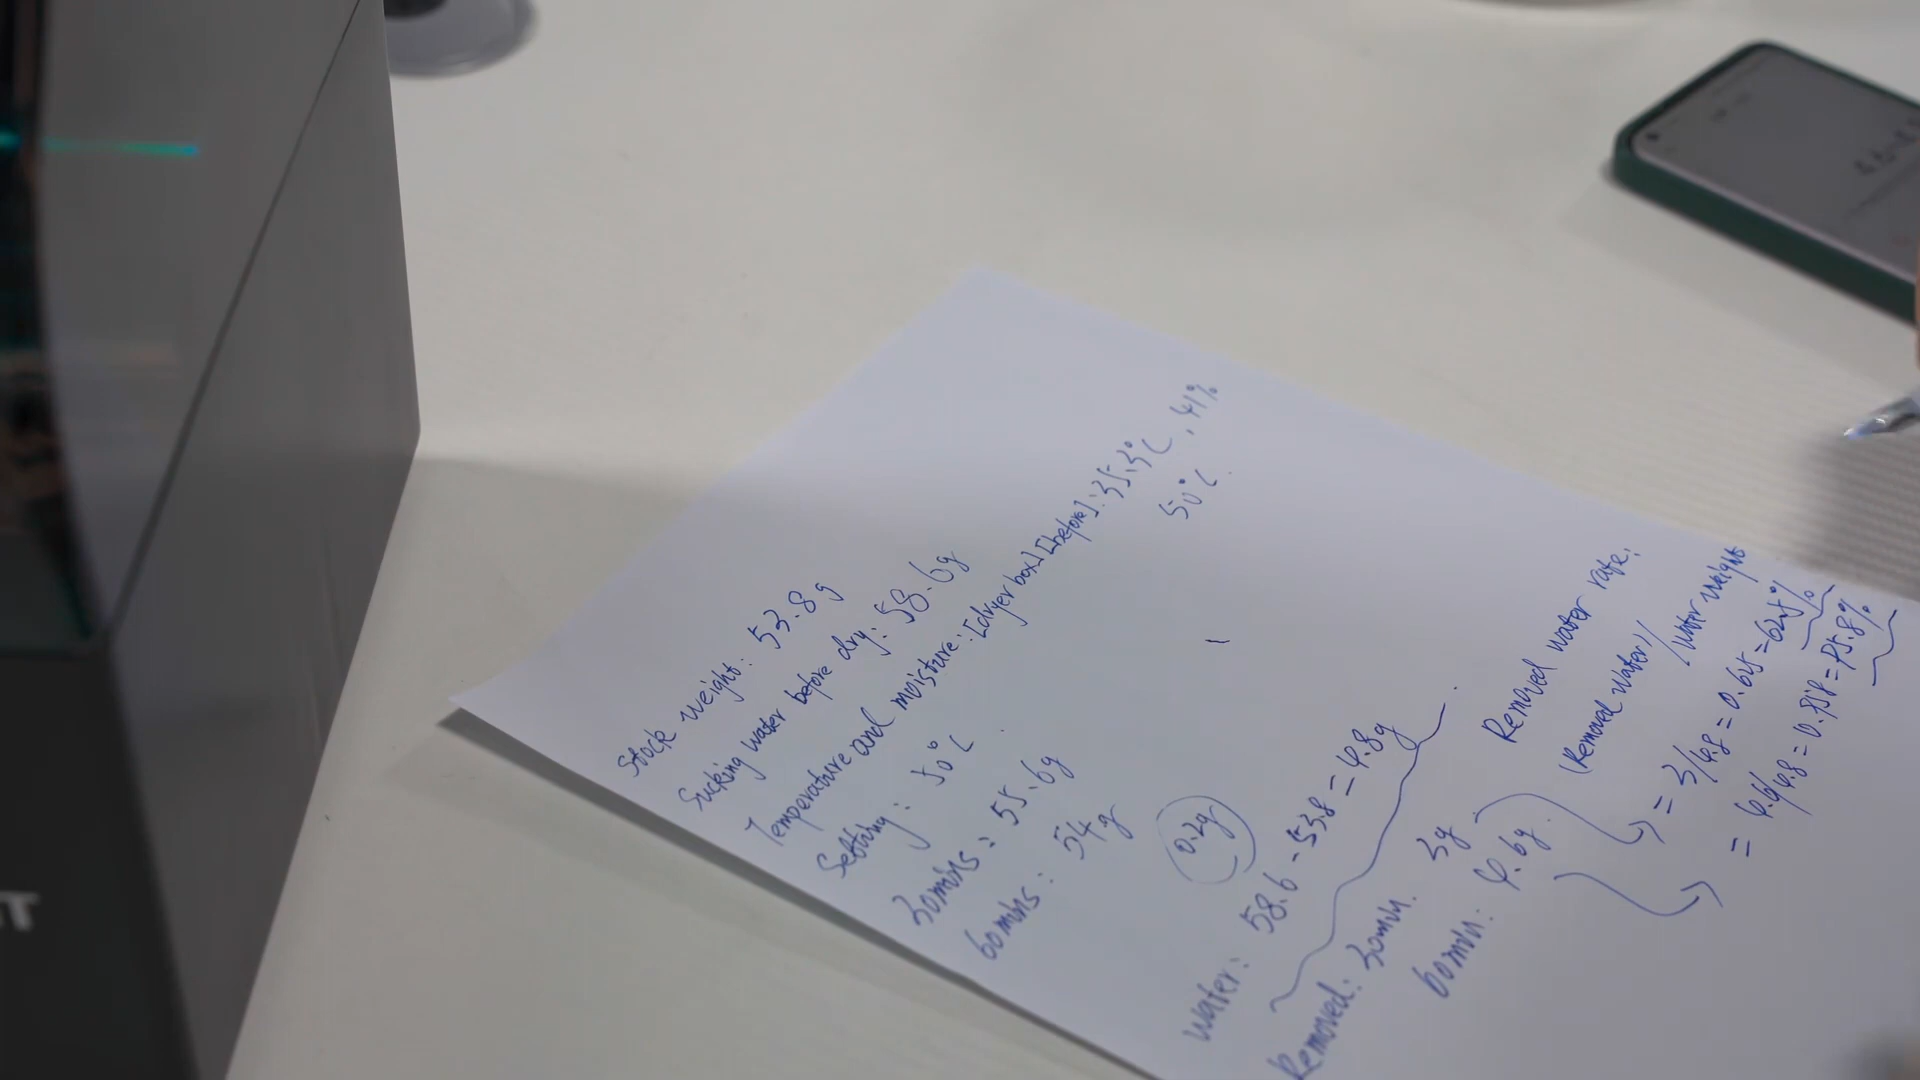 Stock weight: 53.8g
Sucking water before dry: 58.6g
Temperature and moisture: [dryer box] [before]: 35.3°C, 41%
50°C.
Setting: 50°C.
30mins: 55.6g
60mins: 54g
0.2g
Water: 58.6-53.8=4.8g
Removed: 30min. 3g
60min: 4.6g.
Removed water rate:
(Removed water)/(Water weight
= 3/4.8=0.625=62.5%
= 4.6/4.8=0.958=95.8%